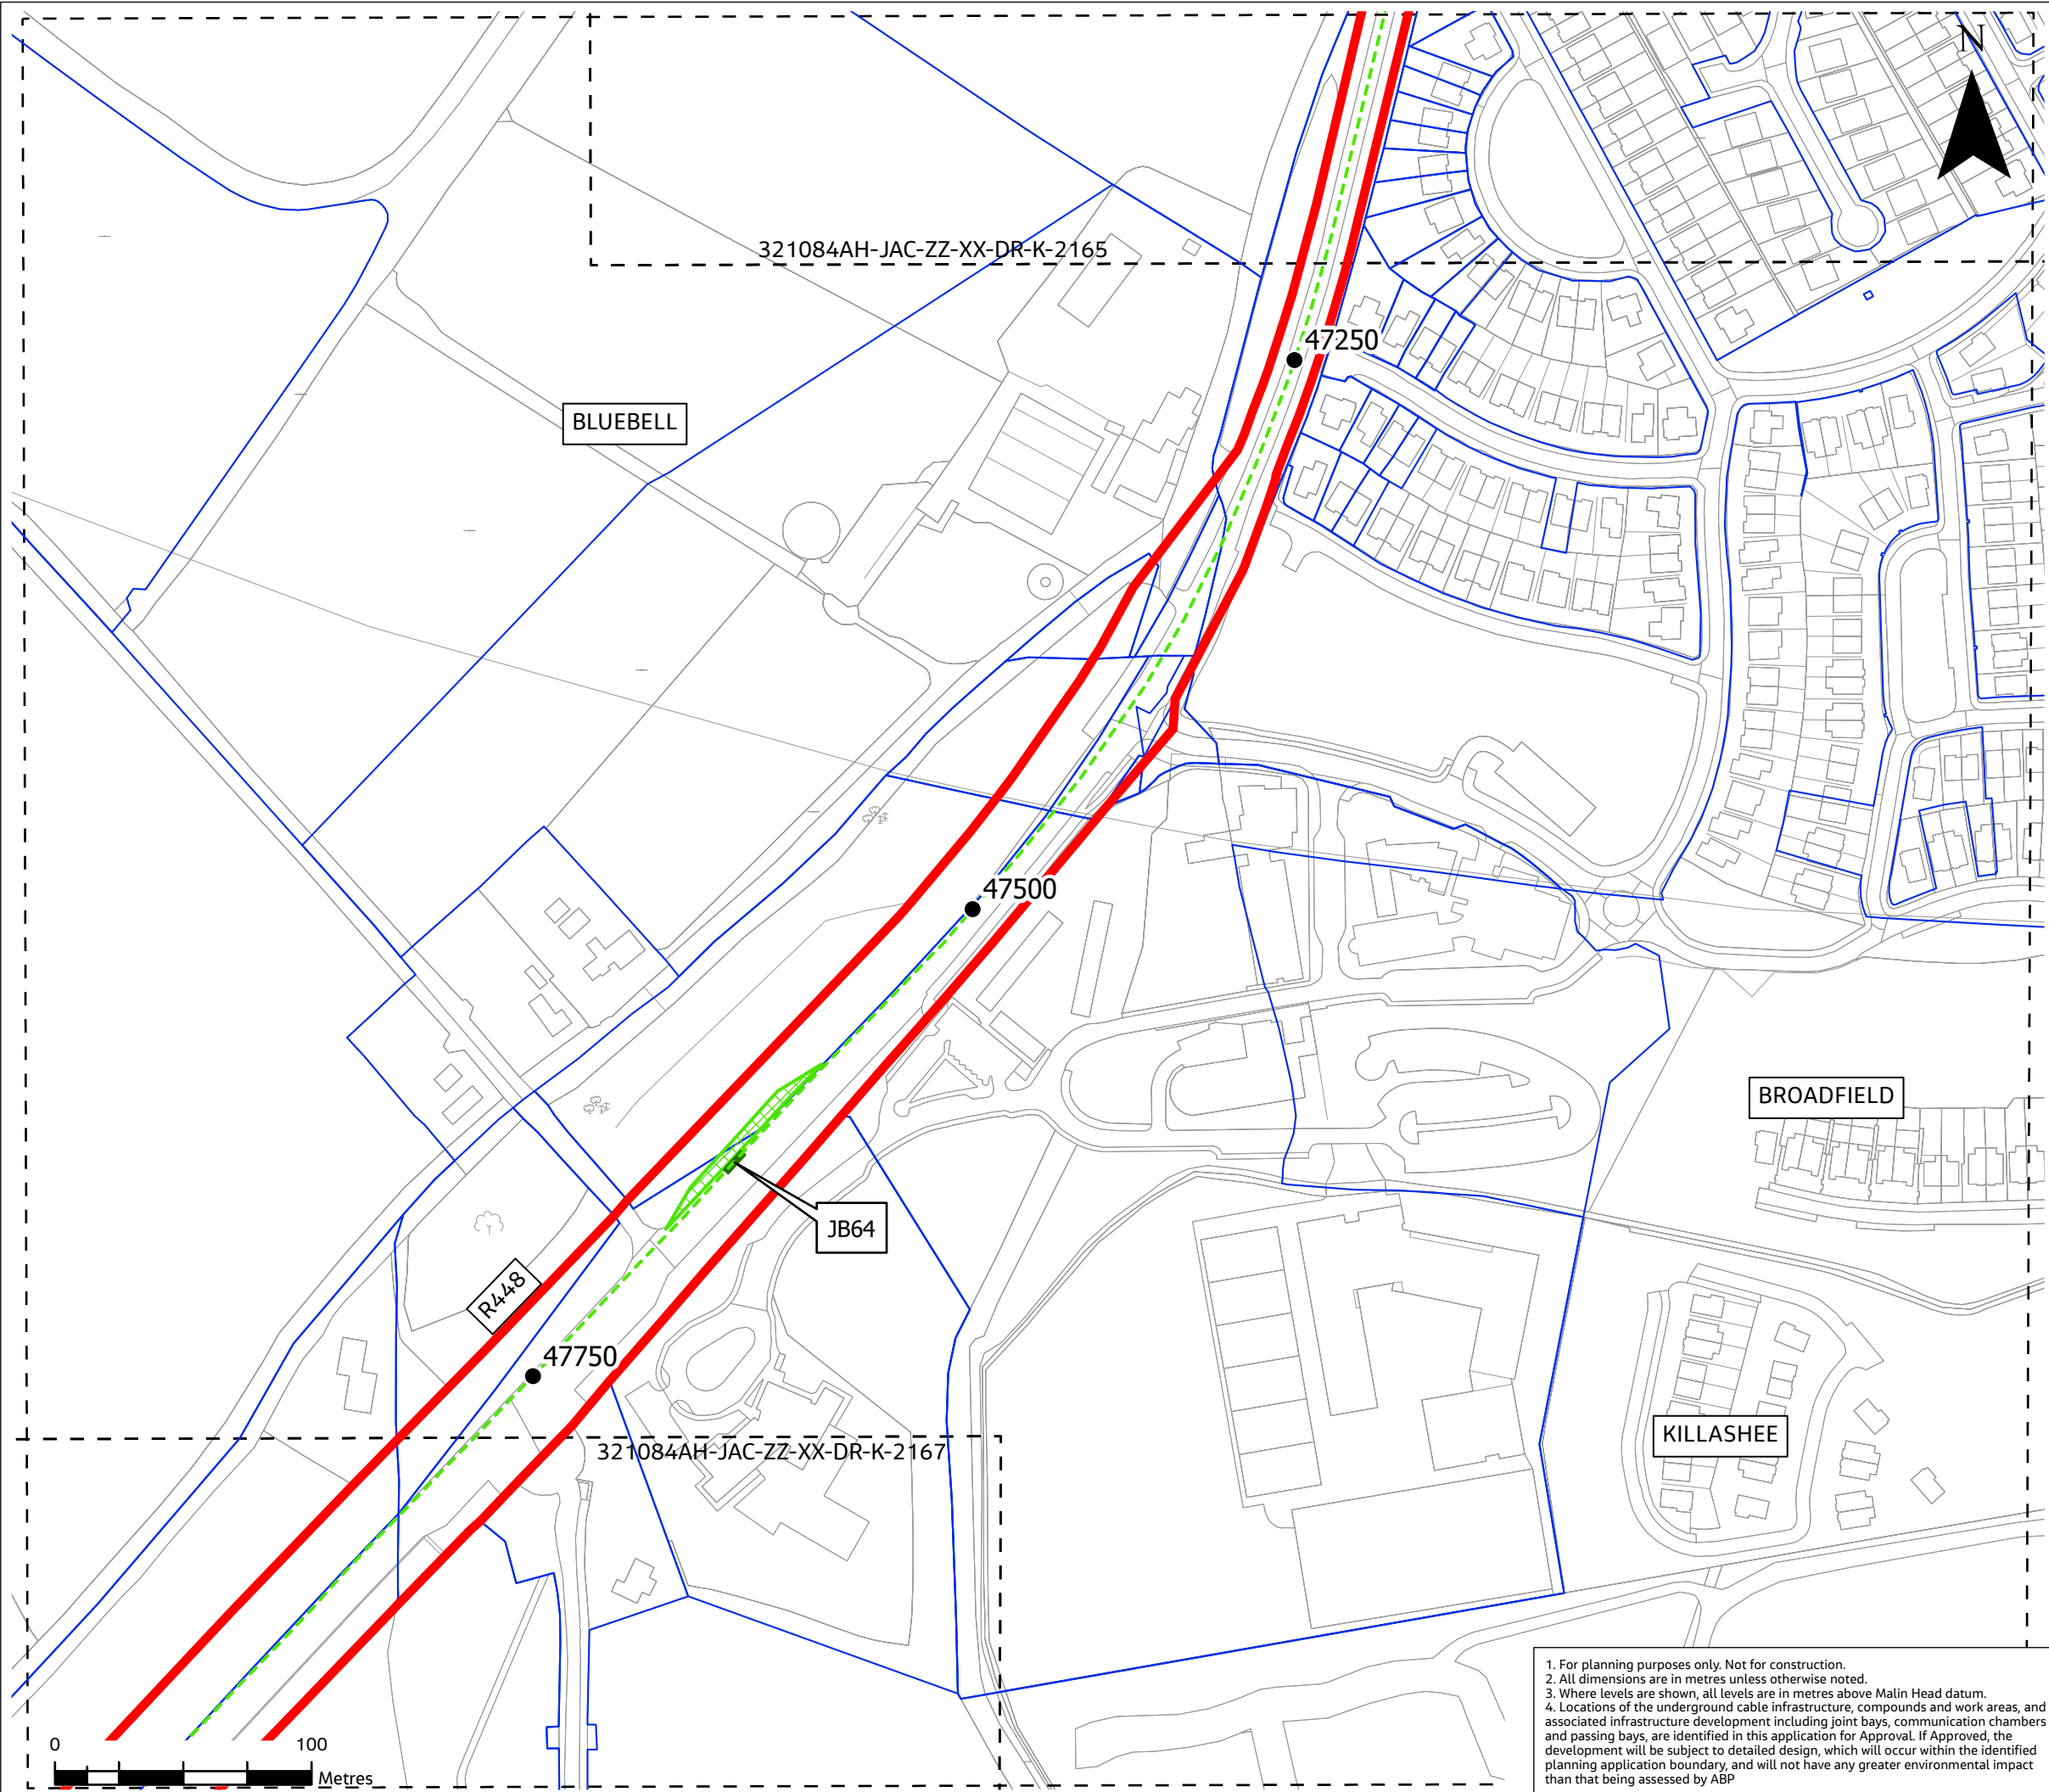 N
321084AH-JAC-ZZ-XX-DR-K-2165
47250
BLUEBELL
47500
BROADFIELD
JB64
R448
47750
KILLASHEE
321084AH-JAC-ZZ-XX-DR-K-2167
0 100
Metres
1. For planning purposes only. Not for construction.
2. All dimensions are in metres unless otherwise noted.
3. Where levels are shown, all levels are in metres above Malin Head datum.
4. Locations of the underground cable infrastructure, compounds and work areas, and
associated infrastructure development including joint bays, communication chambers
and passing bays, are identified in this application for Approval. If Approved, the
development will be subject to detailed design, which will occur within the identified
planning application boundary, and will not have any greater environmental impact
than that being assessed by ABP